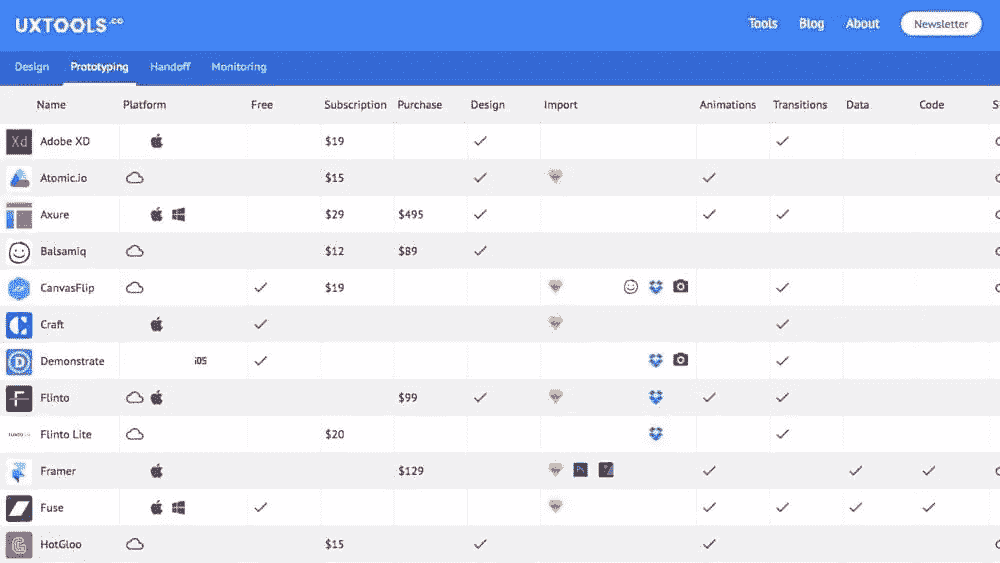 UXTOOLS.CO Tools Blog About Newsletter
Design Prototyping Handoff Monitoring
Name Platform Free Subscription Purchase Design Import Animations Transitions Data Code S
Xd Adobe XD $19
Atomic.io $15
Axure $29 $495
Balsamiq $12 $89
CanvasFlip $19
Craft
Demonstrate iOS
Flinto $99
Flinto Lite $20
Framer $129
Fuse
HotGloo $15